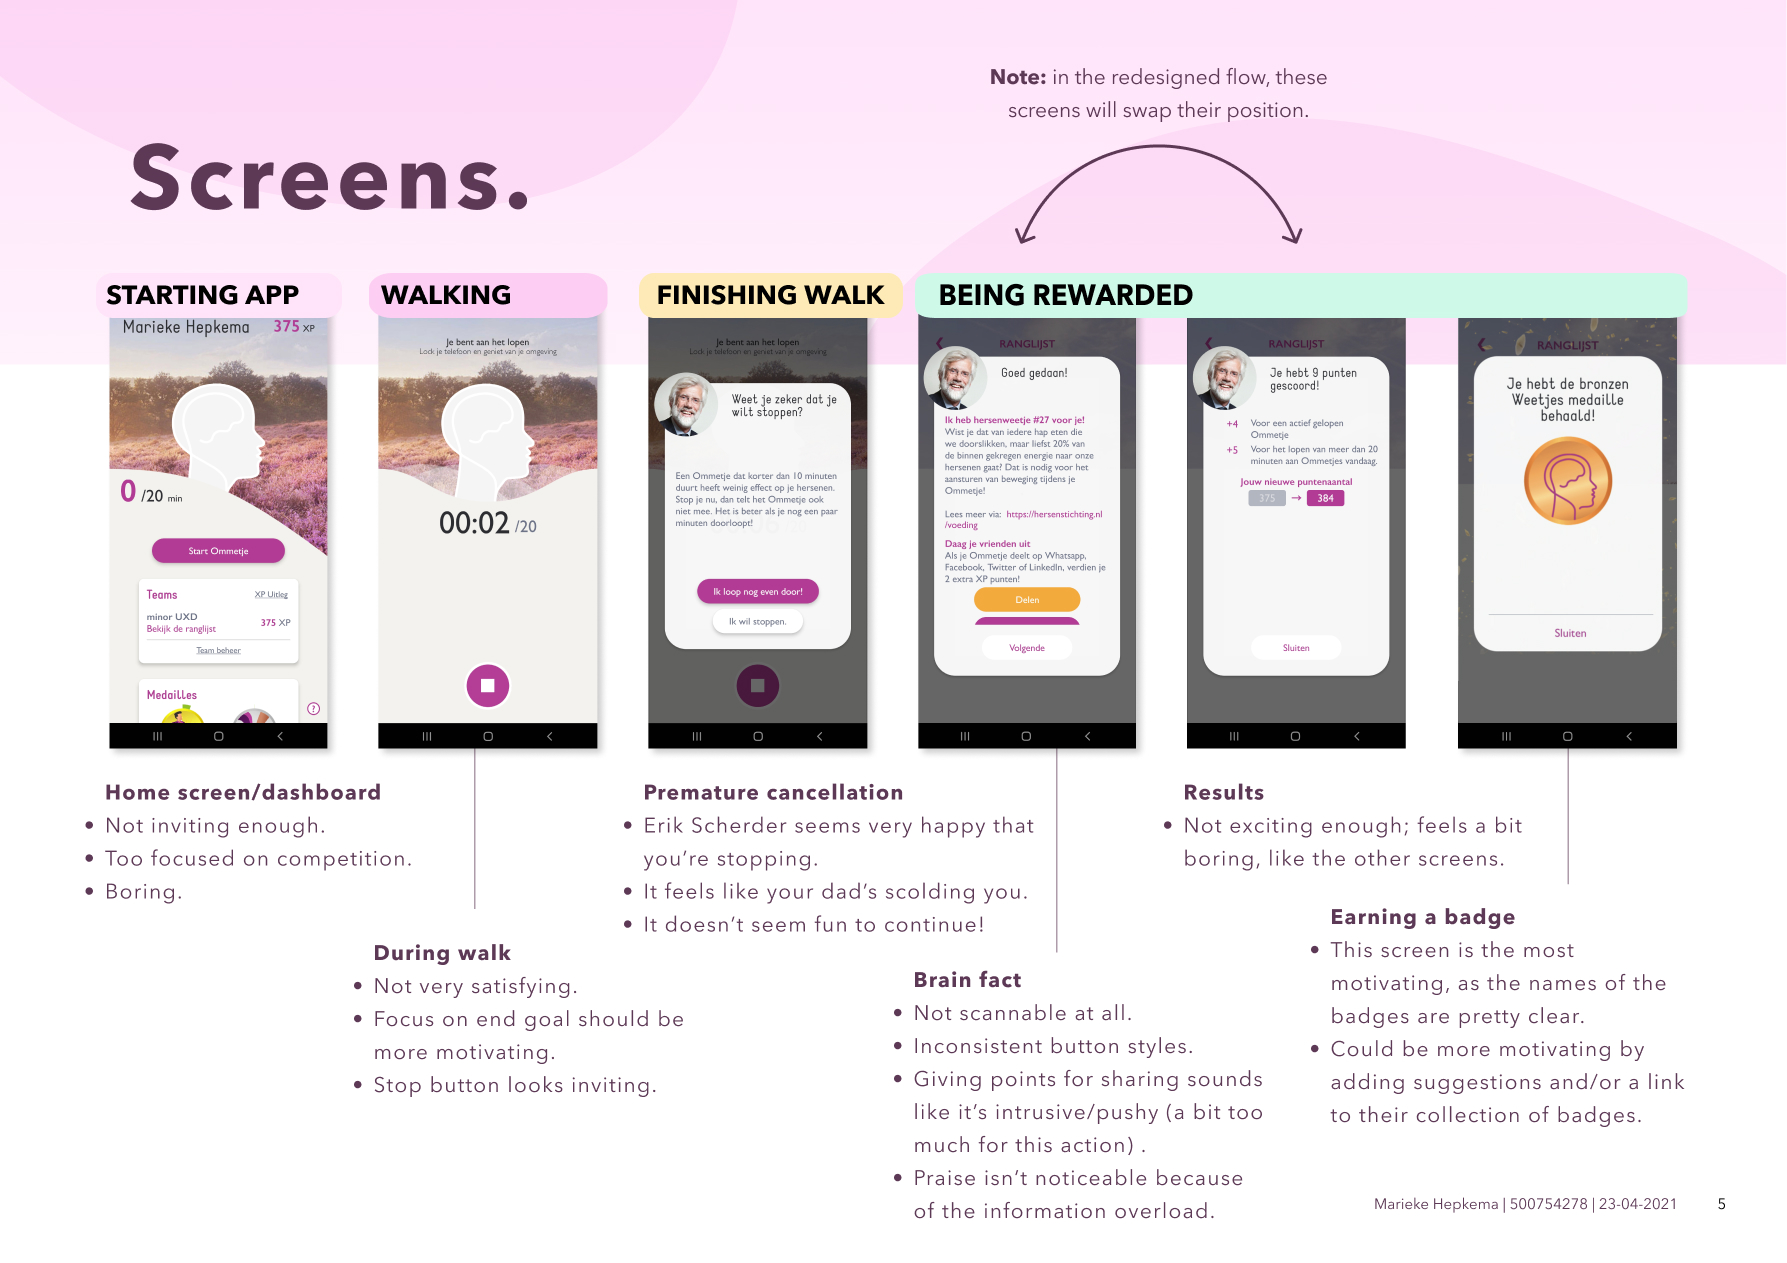 Note: in the redesigned flow, these
screens will swap their position.
Screens.
STARTING APP
WALKING
FINISHING WALK
BEING REWARDED
Marieke Hepkema 375 XP
0 /20 min
Start Ommetje
Teams XP Uitleg
minor UXD
Bekijk de ranglijst
375 XP
Team beheer
Medailles
?
Je bent aan het lopen
Lock je telefoon en geniet van je omgeving
00:02 /20
Je bent aan het lopen
Lock je telefoon en geniet van je omgeving
Weet je zeker dat je
wilt stoppen?
Een Ommetje dat korter dan 10 minuten
duurt heeft weinig effect op je hersenen.
Stop je nu, dan telt het Ommetje ook
niet mee. Het is beter als je nog een paar
minuten doorloopt!
Ik loop nog even door!
Ik wil stoppen.
RANGLIJST
Goed gedaan!
Ik heb hersenweetje #27 voor je!
Wist je dat van iedere hap eten die
we doorslikken, maar liefst 20% van
de binnen gekregen energie naar onze
hersenen gaat? Dat is nodig voor het
aansturen van beweging tijdens je
Ommetje!
Lees meer via: https://hersenstichting.nl
/voeding
Daag je vrienden uit
Als je Ommetje deelt op Whatsapp,
Facebook, Twitter of LinkedIn, verdien je
2 extra XP punten!
Delen
Volgende
RANGLIJST
Je hebt 9 punten
gescoord!
+4 Voor een actief gelopen
Ommetje
+5 Voor het lopen van meer dan 20
minuten aan Ommetjes vandaag.
Jouw nieuwe puntenaantal
375 → 384
Sluiten
RANGLIJST
Je hebt de bronzen
Weetjes medaille
behaald!
Sluiten
Home screen/dashboard
• Not inviting enough.
• Too focused on competition.
• Boring.
During walk
• Not very satisfying.
• Focus on end goal should be
more motivating.
• Stop button looks inviting.
Premature cancellation
• Erik Scherder seems very happy that
you’re stopping.
• It feels like your dad’s scolding you.
• It doesn’t seem fun to continue!
Brain fact
• Not scannable at all.
• Inconsistent button styles.
• Giving points for sharing sounds
like it’s intrusive/pushy (a bit too
much for this action) .
• Praise isn’t noticeable because
of the information overload.
Results
• Not exciting enough; feels a bit
boring, like the other screens.
Earning a badge
• This screen is the most
motivating, as the names of the
badges are pretty clear.
• Could be more motivating by
adding suggestions and/or a link
to their collection of badges.
Marieke Hepkema | 500754278 | 23-04-2021 5